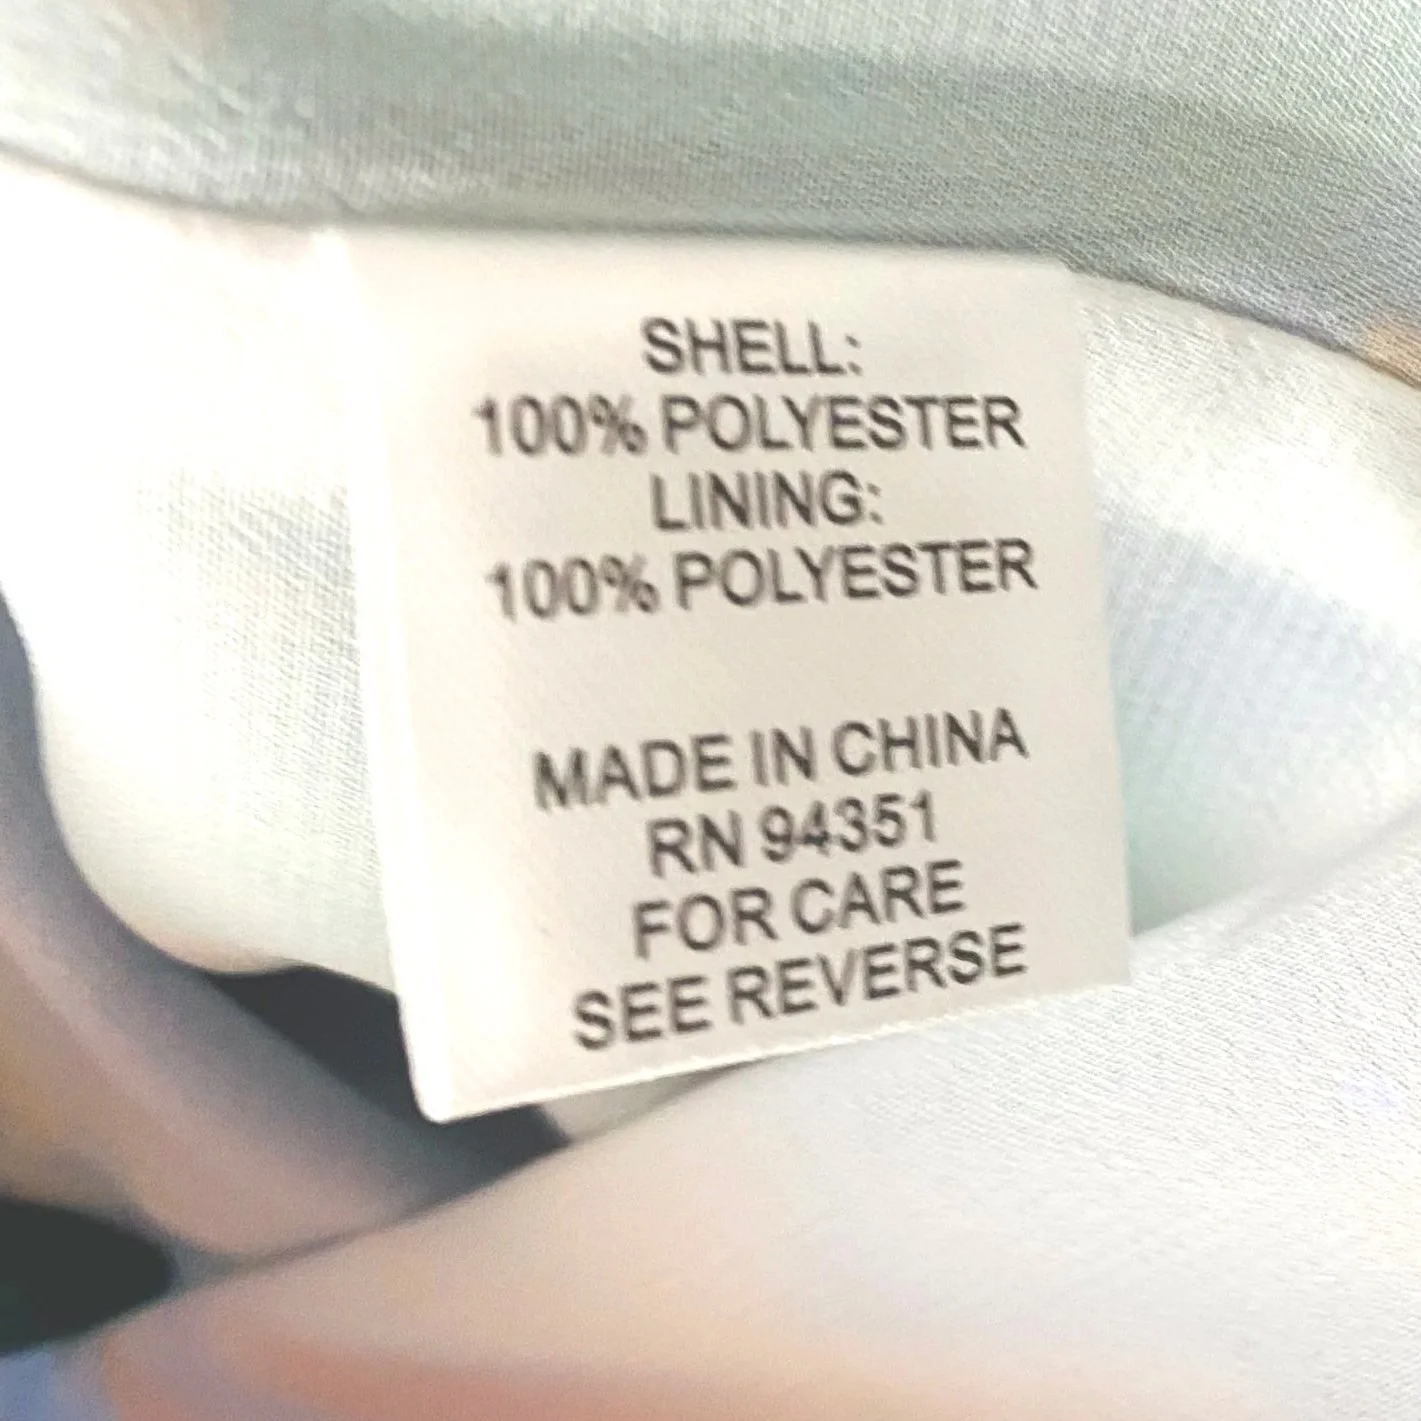 SHELL:
100% POLYESTER
LINING:
100% POLYESTER
MADE IN CHINA
RN 94351
FOR CARE
SEE REVERSE